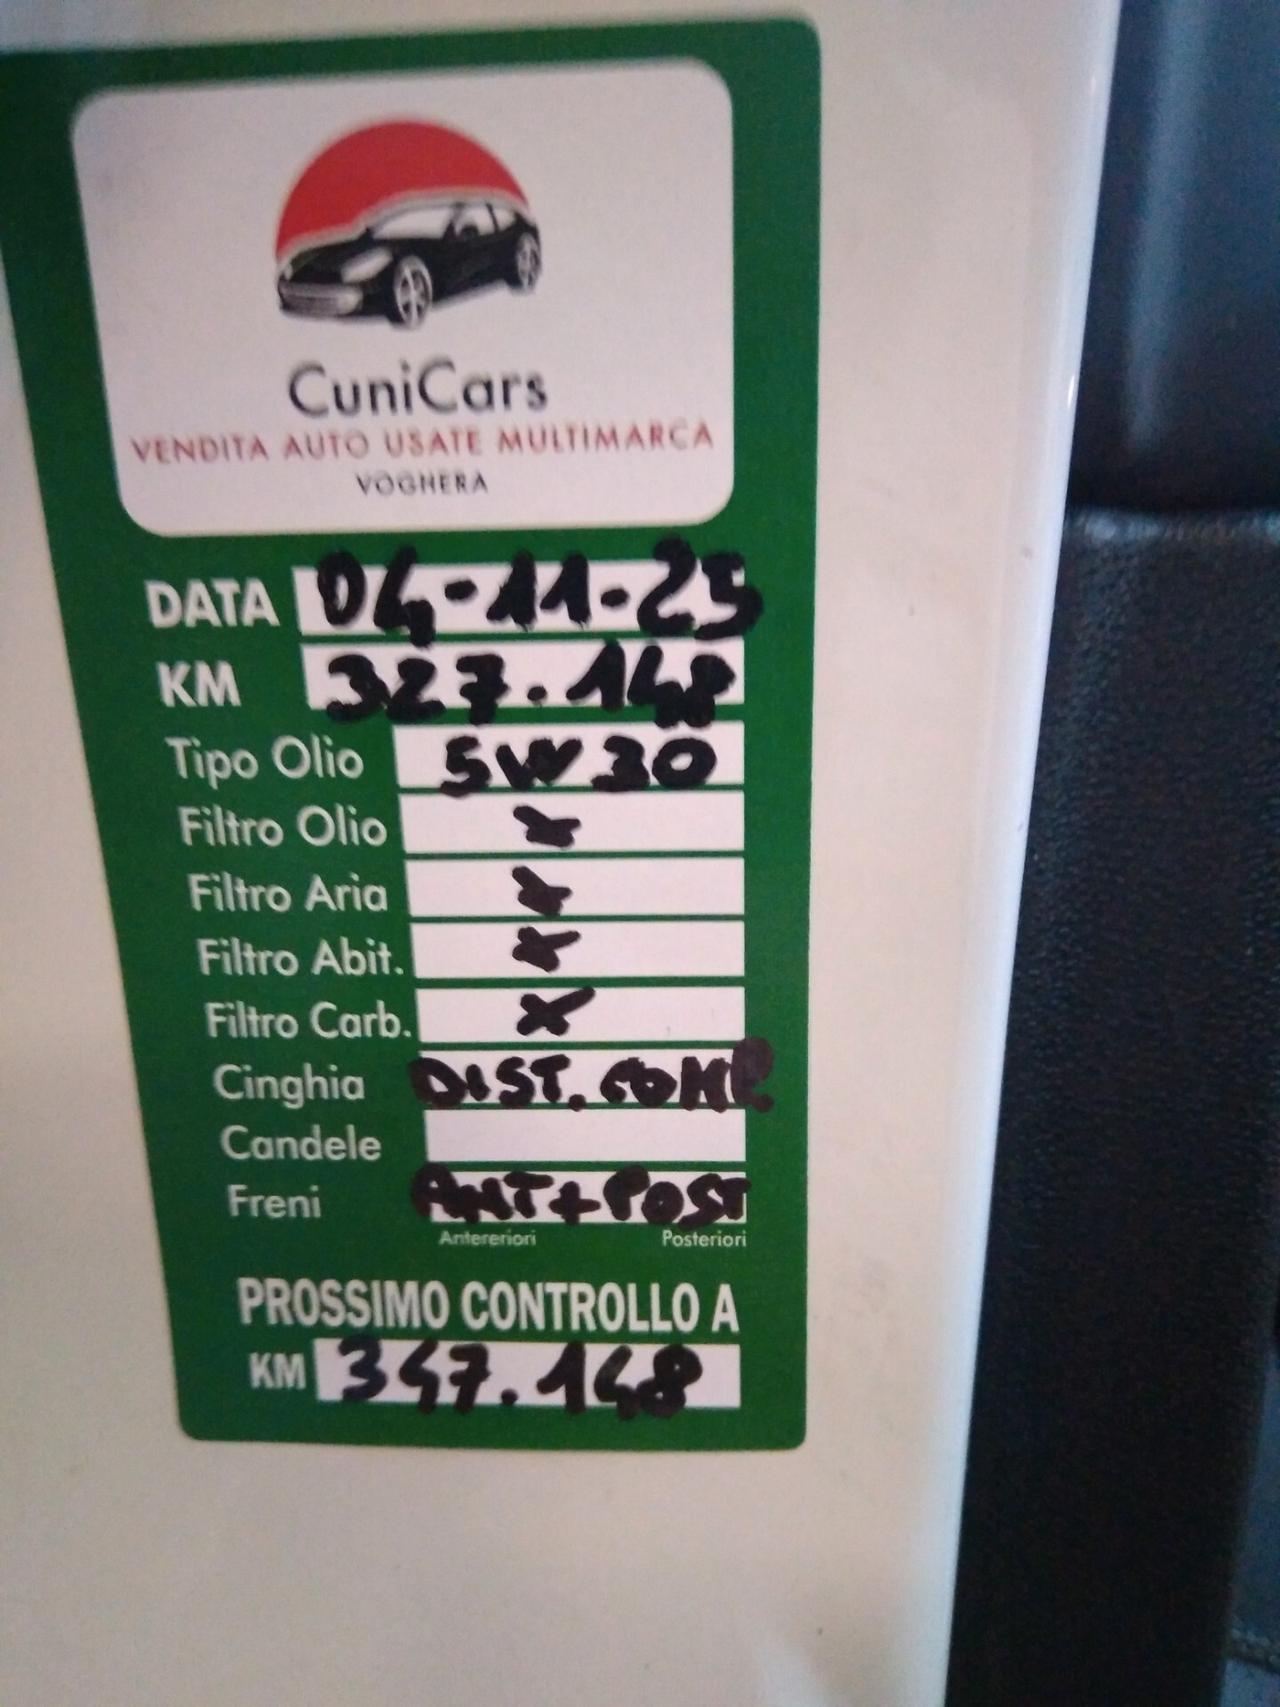 CuniCars
VENDITA AUTO USATE MULTIMARCA
VOGHERA
DATA 04-11-25
KM 327.148
Tipo Olio 5W30
Filtro Olio x
Filtro Aria x
Filtro Abit. x
Filtro Carb. x
Cinghia DIST. COMP.
Candele
Freni ANT+POST
Antereriori Posteriori
PROSSIMO CONTROLLO A
KM 347.148